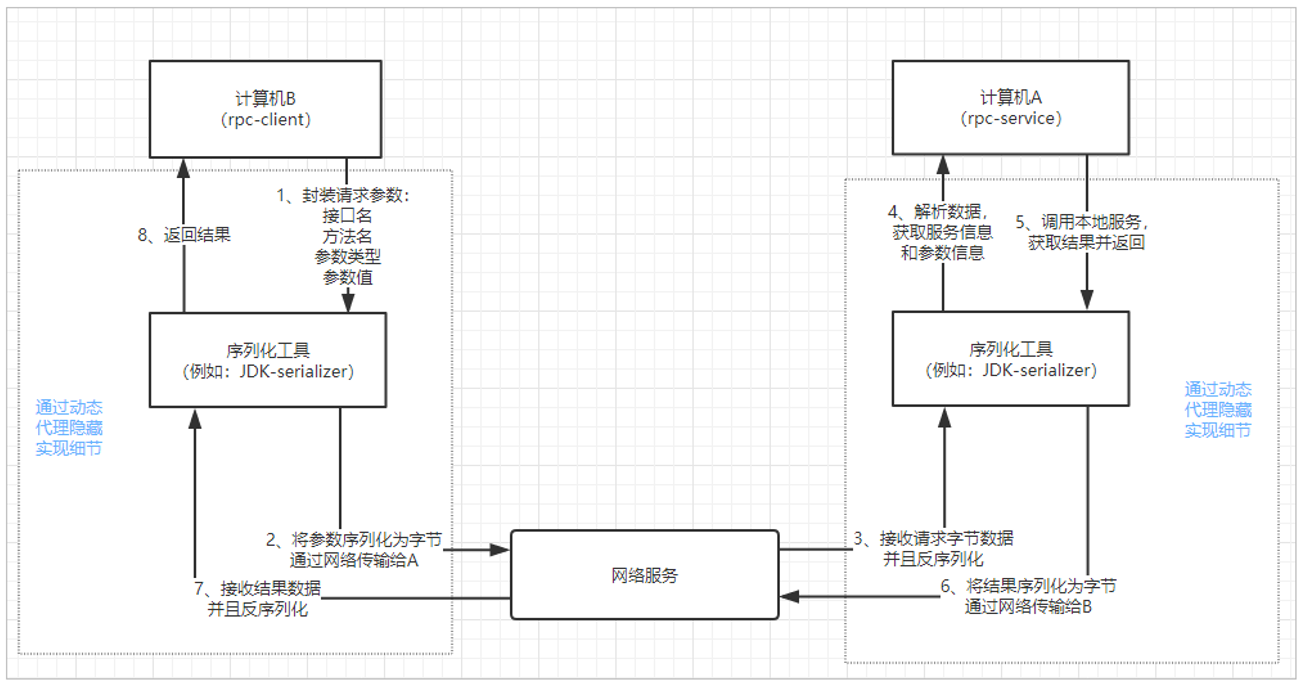 计算机B
（rpc-client）
计算机A
（rpc-service）
1、封装请求参数：
接口名
方法名
参数类型
参数值
8、返回结果
4、解析数据，
获取服务信息
和参数信息
5、调用本地服务，
获取结果并返回
序列化工具
（例如：JDK-serializer）
序列化工具
（例如：JDK-serializer）
通过动态
代理隐藏
实现细节
通过动态
代理隐藏
实现细节
2、将参数序列化为字节
通过网络传输给A
3、接收请求字节数据
并且反序列化
网络服务
7、接收结果数据
并且反序列化
6、将结果序列化为字节
通过网络传输给B